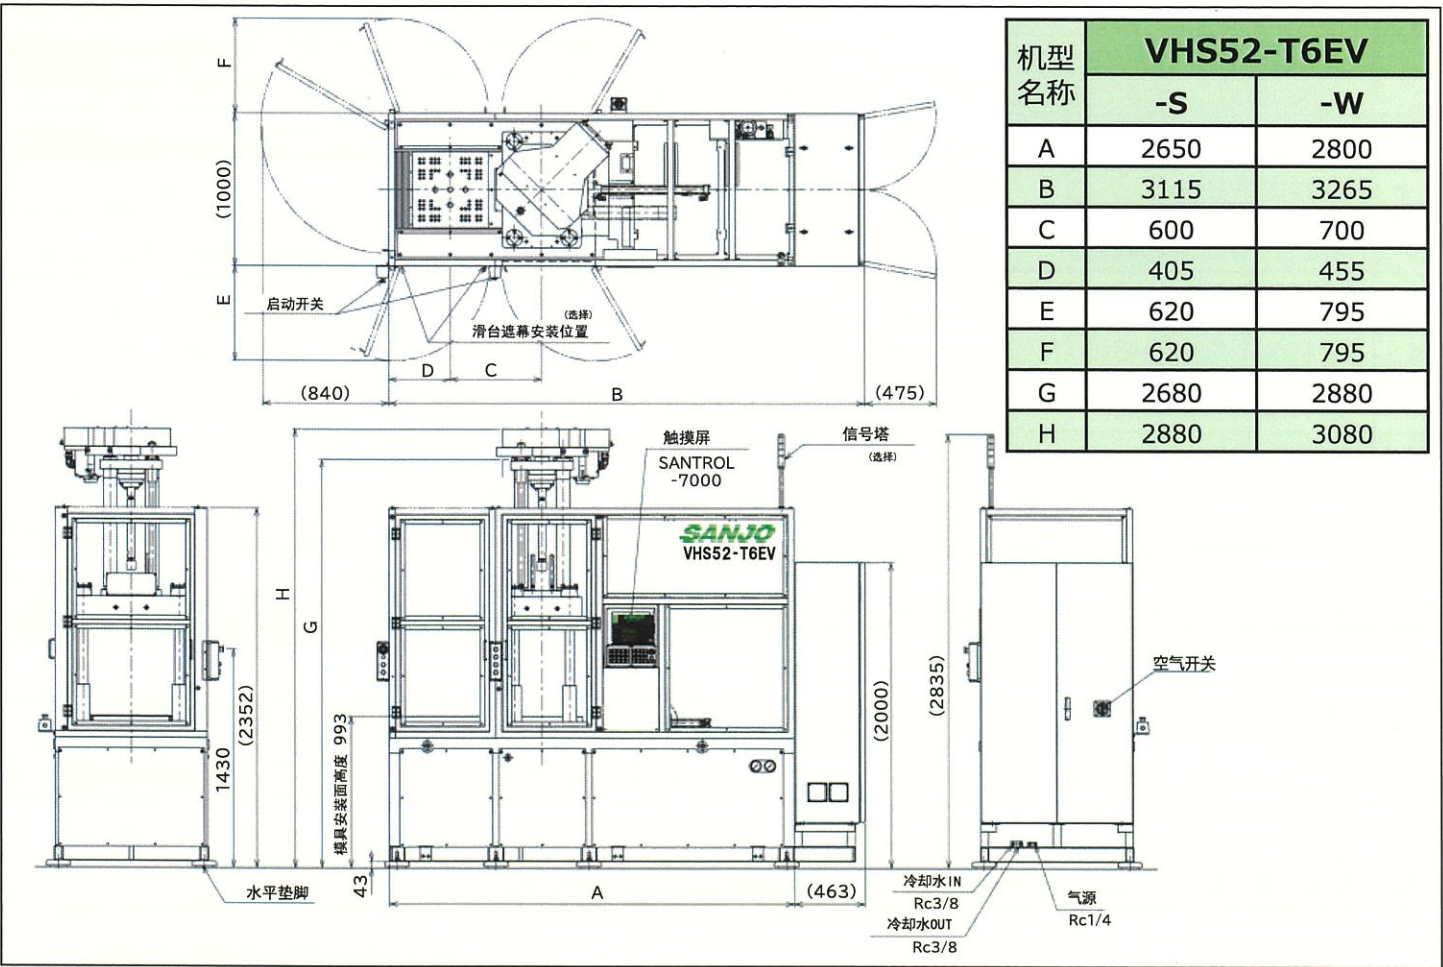 机型
名称
VHS52-T6EV
-S
-W
A 2650 2800
B 3115 3265
C 600 700
D 405 455
E 620 795
F 620 795
G 2680 2880
H 2880 3080
F
(1000)
E
启动开关
(选择)
滑台遮幕安装位置
D
C
(840)
B
(475)
触摸屏
SANTROL
-7000
信号塔
(选择)
SANJO
VHS52-T6EV
H
G
(2352)
1430
模具安装面高度 993
43
(2000)
(2835)
空气开关
水平垫脚
A
(463)
冷却水IN
Rc3/8
冷却水OUT
Rc3/8
气源
Rc1/4